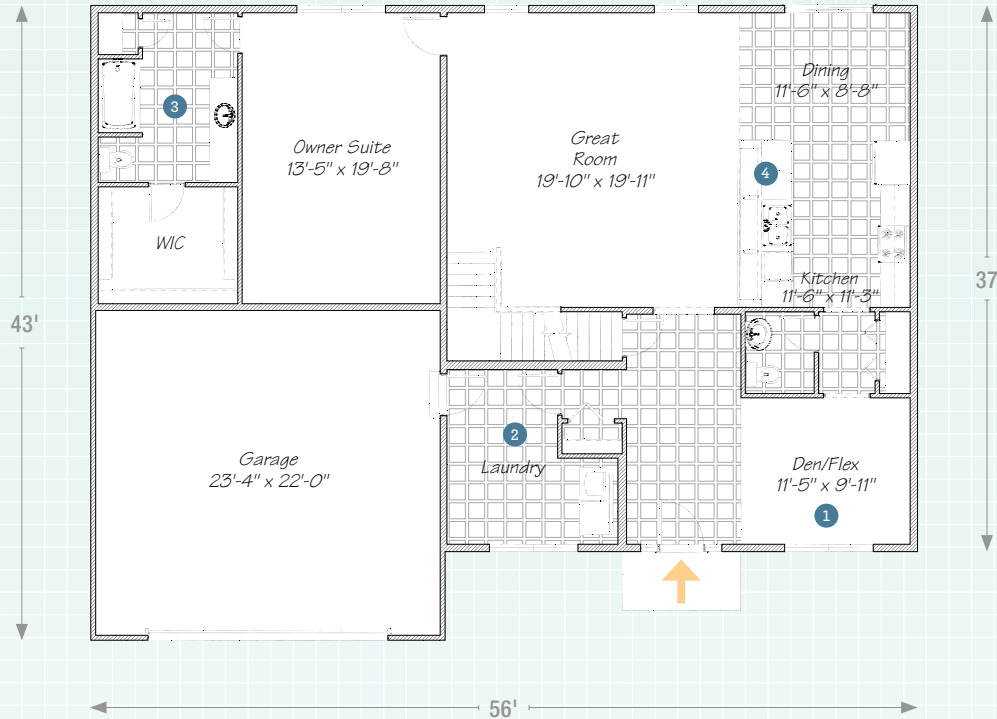 Dining
11'-6" x 8'-8"
3
Owner Suite
13'-5" x 19'-8"
Great
Room
19'-10" x 19'-11"
4
WIC
Kitchen
11'-6" x 11'-3"
37
43'
2
Laundry
Garage
23'-4" x 22'-0"
Den/Flex
11'-5" x 9'-11"
1
56'